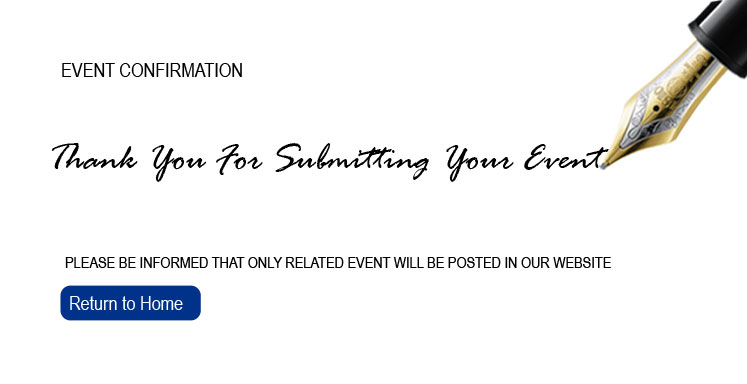 EVENT CONFIRMATION
Thank You For Submitting Your Event
PLEASE BE INFORMED THAT ONLY RELATED EVENT WILL BE POSTED IN OUR WEBSITE
Return to Home